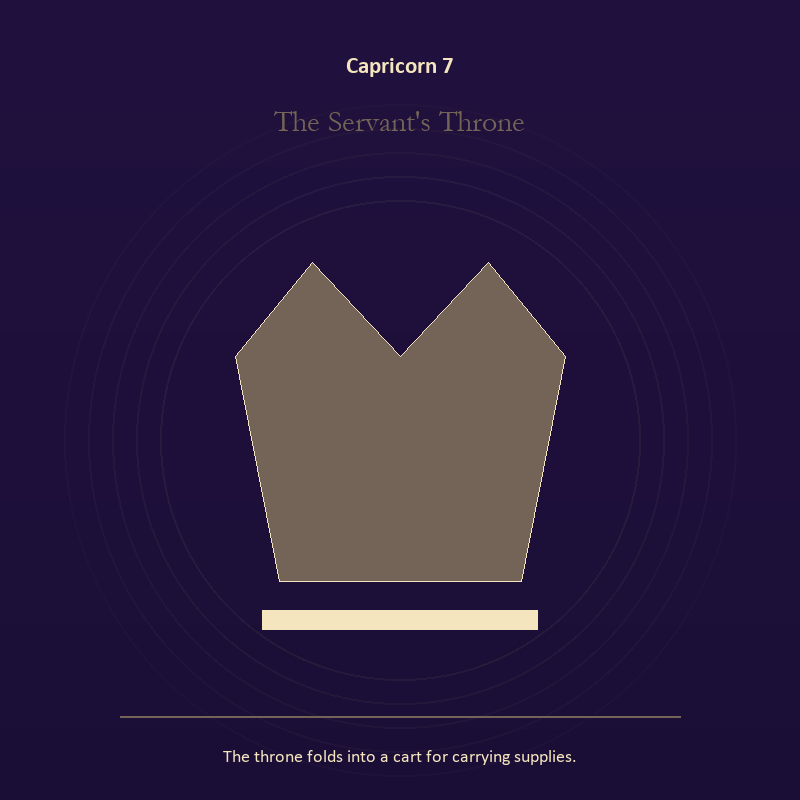 Capricorn 7
The Servant's Throne
The throne folds into a cart for carrying supplies.